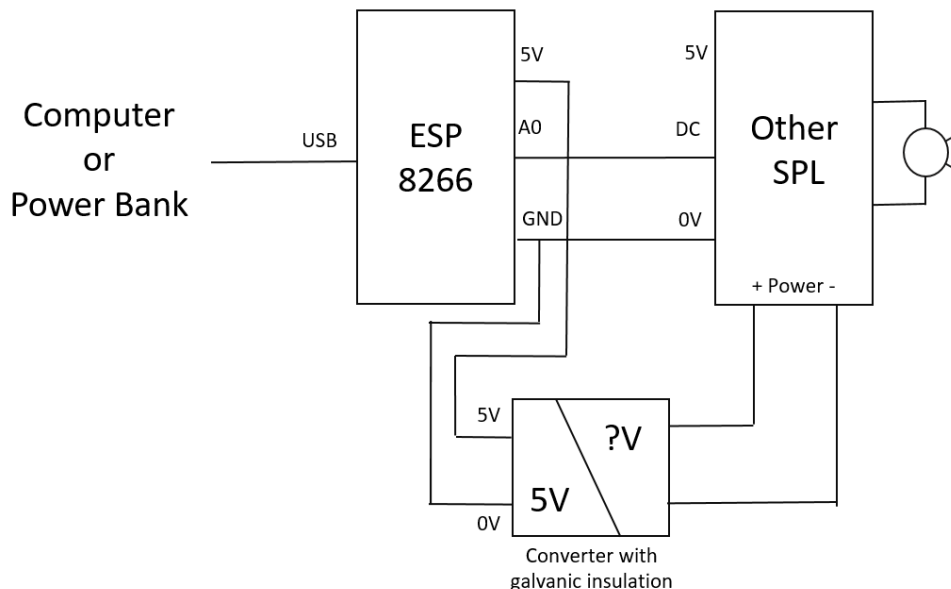 Computer
or
Power Bank
USB
ESP
8266
5V
A0
GND
5V
DC
0V
Other
SPL
+ Power -
5V
0V
5V
?V
Converter with
galvanic insulation